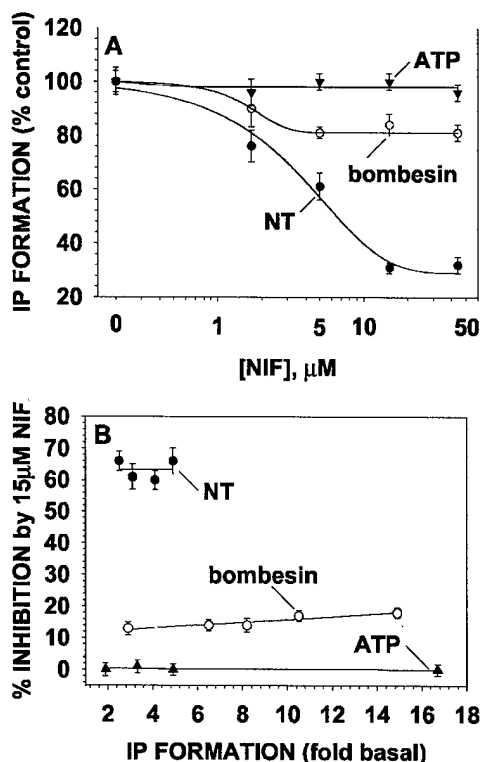 A
IP FORMATION (% control)
120
100
80
60
40
20
ATP
bombesin
NT
0 1 5 10 50
[NIF], µM
B
% INHIBITION by 15µM NIF
80
70
60
50
40
30
20
10
0
NT
bombesin
ATP
2 4 6 8 10 12 14 16 18
IP FORMATION (fold basal)